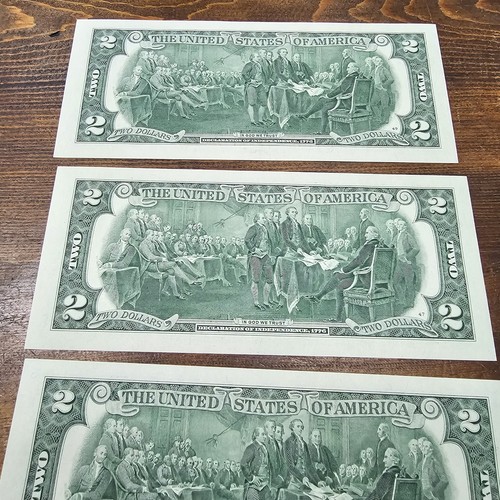 2 THE UNITED STATES OF AMERICA 2
TWO TWO
2 TWO DOLLARS IN GOD WE TRUST TWO DOLLARS 2
DECLARATION OF INDEPENDENCE, 1776
2 THE UNITED STATES OF AMERICA 2
TWO TWO
2 TWO DOLLARS IN GOD WE TRUST TWO DOLLARS 2
DECLARATION OF INDEPENDENCE, 1776
2 THE UNITED STATES OF AMERICA 2
TWO TWO